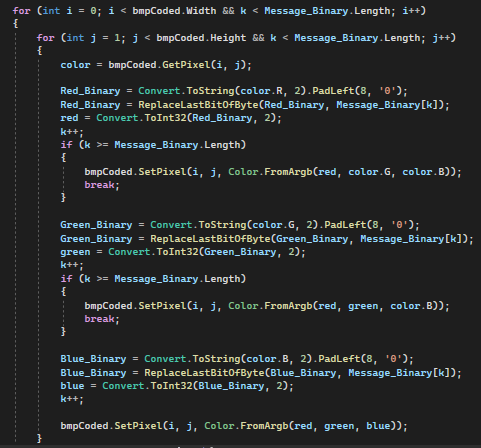 for (int i = 0; i < bmpCoded.Width && k < Message_Binary.Length; i++)
{
for (int j = 1; j < bmpCoded.Height && k < Message_Binary.Length; j++)
{
color = bmpCoded.GetPixel(i, j);
Red_Binary = Convert.ToString(color.R, 2).PadLeft(8, '0');
Red_Binary = ReplaceLastBitOfByte(Red_Binary, Message_Binary[k]);
red = Convert.ToInt32(Red_Binary, 2);
k++;
if (k >= Message_Binary.Length)
{
bmpCoded.SetPixel(i, j, Color.FromArgb(red, color.G, color.B));
break;
}
Green_Binary = Convert.ToString(color.G, 2).PadLeft(8, '0');
Green_Binary = ReplaceLastBitOfByte(Green_Binary, Message_Binary[k]);
green = Convert.ToInt32(Green_Binary, 2);
k++;
if (k >= Message_Binary.Length)
{
bmpCoded.SetPixel(i, j, Color.FromArgb(red, green, color.B));
break;
}
Blue_Binary = Convert.ToString(color.B, 2).PadLeft(8, '0');
Blue_Binary = ReplaceLastBitOfByte(Blue_Binary, Message_Binary[k]);
blue = Convert.ToInt32(Blue_Binary, 2);
k++;
bmpCoded.SetPixel(i, j, Color.FromArgb(red, green, blue));
}